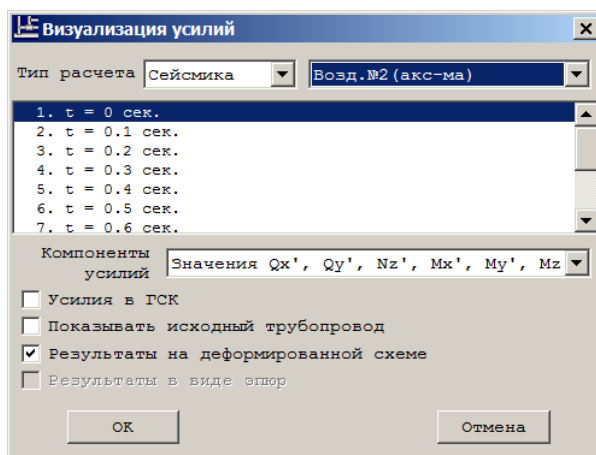 Визуализация усилий
Тип расчета Сейсмика Возд.№2(акс-ма)
1. t = 0 сек.
2. t = 0.1 сек.
3. t = 0.2 сек.
4. t = 0.3 сек.
5. t = 0.4 сек.
6. t = 0.5 сек.
7. t = 0.6 сек.
Компоненты
усилий
Значения Qx', Qy', Nz', Mx', My', Mz
Усилия в ГСК
Показывать исходный трубопровод
Результаты на деформированной схеме
Результаты в виде эпюр
OK Отмена